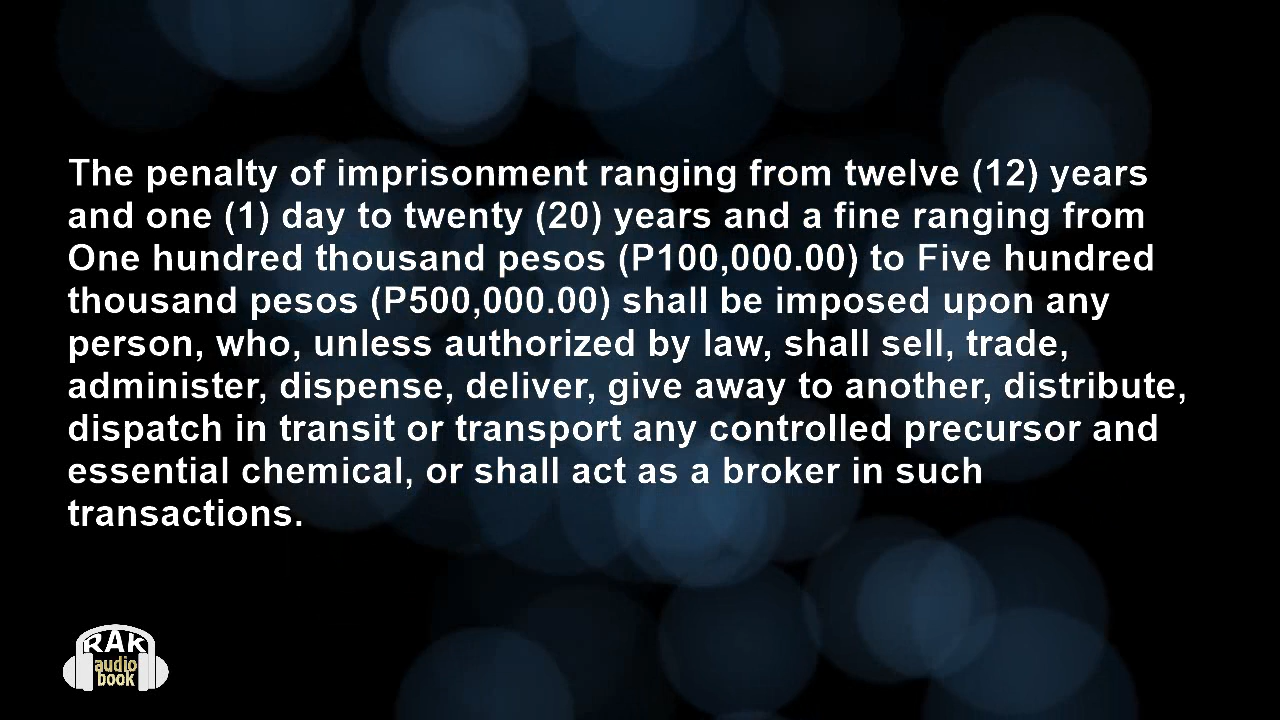 The penalty of imprisonment ranging from twelve (12) years
and one (1) day to twenty (20) years and a fine ranging from
One hundred thousand pesos (P100,000.00) to Five hundred
thousand pesos (P500,000.00) shall be imposed upon any
person, who, unless authorized by law, shall sell, trade,
administer, dispense, deliver, give away to another, distribute,
dispatch in transit or transport any controlled precursor and
essential chemical, or shall act as a broker in such
transactions.
RAK
audio
book